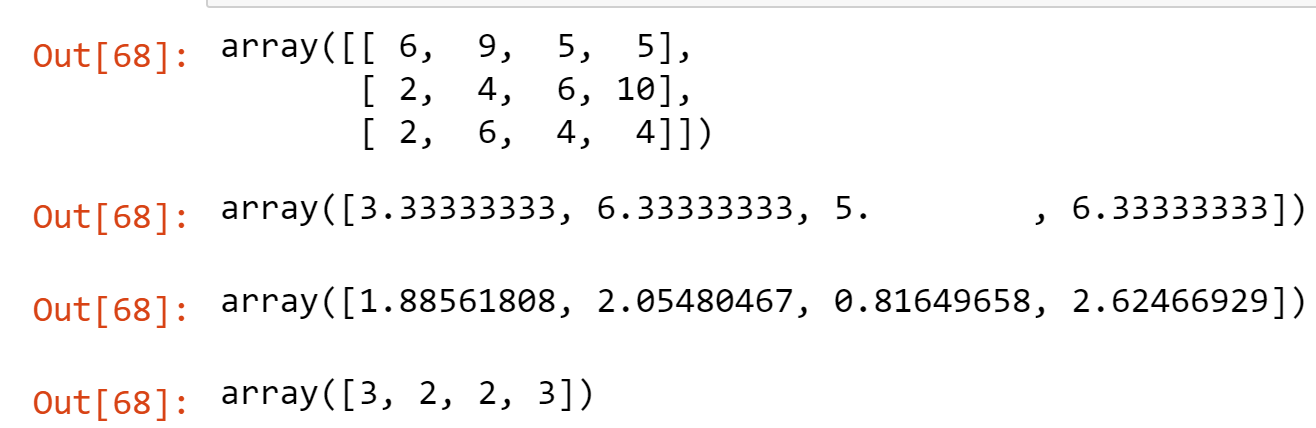 Out[68]: array([[ 6,  9,  5,  5],
       [ 2,  4,  6, 10],
       [ 2,  6,  4,  4]])
Out[68]: array([3.33333333, 6.33333333, 5.        , 6.33333333])
Out[68]: array([1.88561808, 2.05480467, 0.81649658, 2.62466929])
Out[68]: array([3, 2, 2, 3])